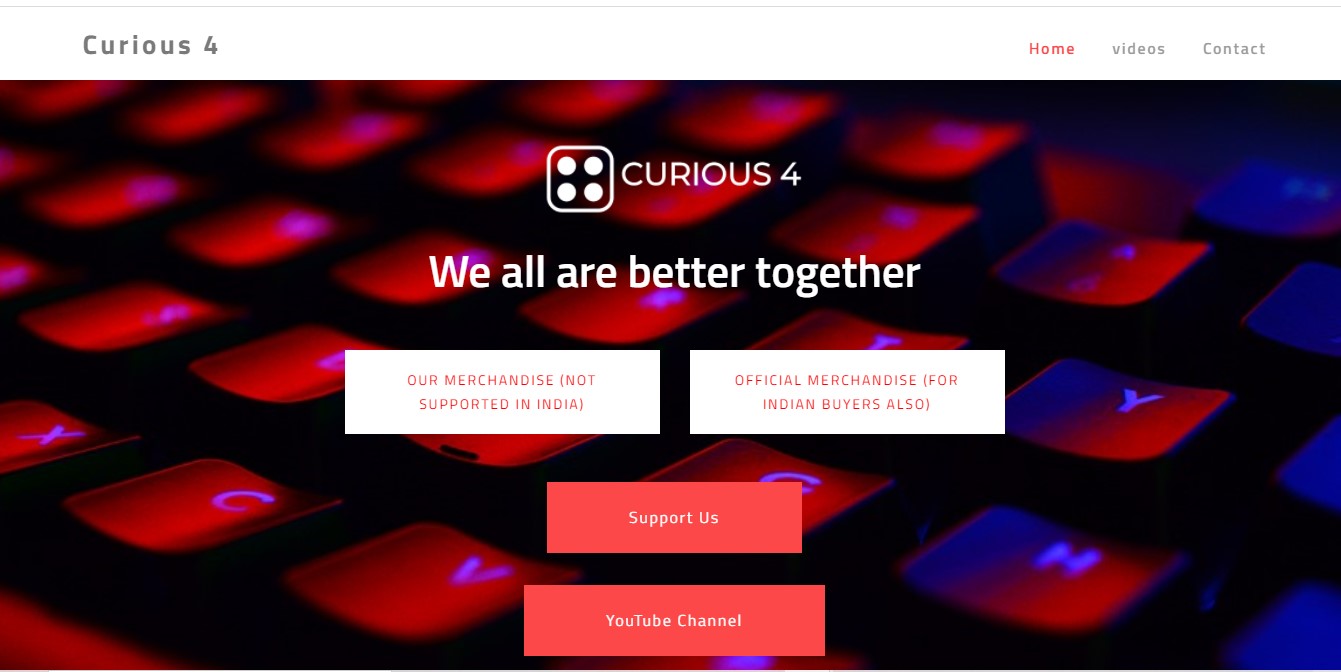 Curious 4
Home videos Contact
CURIOUS 4
We all are better together
OUR MERCHANDISE (NOT
SUPPORTED IN INDIA)
OFFICIAL MERCHANDISE (FOR
INDIAN BUYERS ALSO)
Y
X
C
Support Us
V
N
YouTube Channel